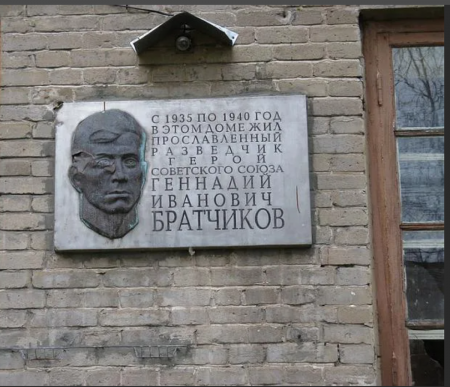 С 1935 ПО 1940 ГОД
В ЭТОМ ДОМЕ ЖИЛ
ПРОСЛАВЛЕННЫЙ
РАЗВЕДЧИК
ГЕРОЙ
СОВЕТСКОГО СОЮЗА
ГЕННАДИЙ
ИВАНОВИЧ
БРАТЧИКОВ